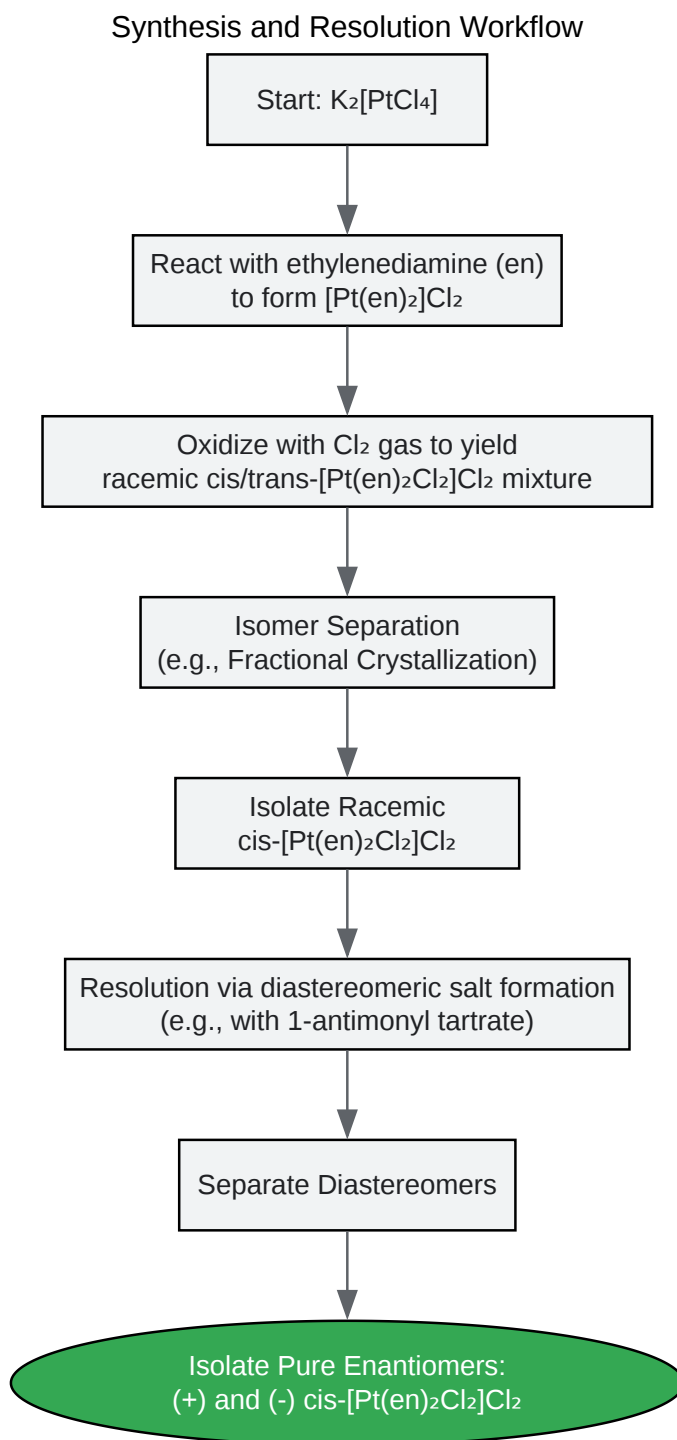 Synthesis and Resolution Workflow
Start: K₂[PtCl₄]
React with ethylenediamine (en)
to form [Pt(en)₂]Cl₂
Oxidize with Cl₂ gas to yield
racemic cis/trans-[Pt(en)₂Cl₂]Cl₂ mixture
Isomer Separation
(e.g., Fractional Crystallization)
Isolate Racemic
cis-[Pt(en)₂Cl₂]Cl₂
Resolution via diastereomeric salt formation
(e.g., with 1-antimonyl tartrate)
Separate Diastereomers
Isolate Pure Enantiomers:
(+) and (-) cis-[Pt(en)₂Cl₂]Cl₂